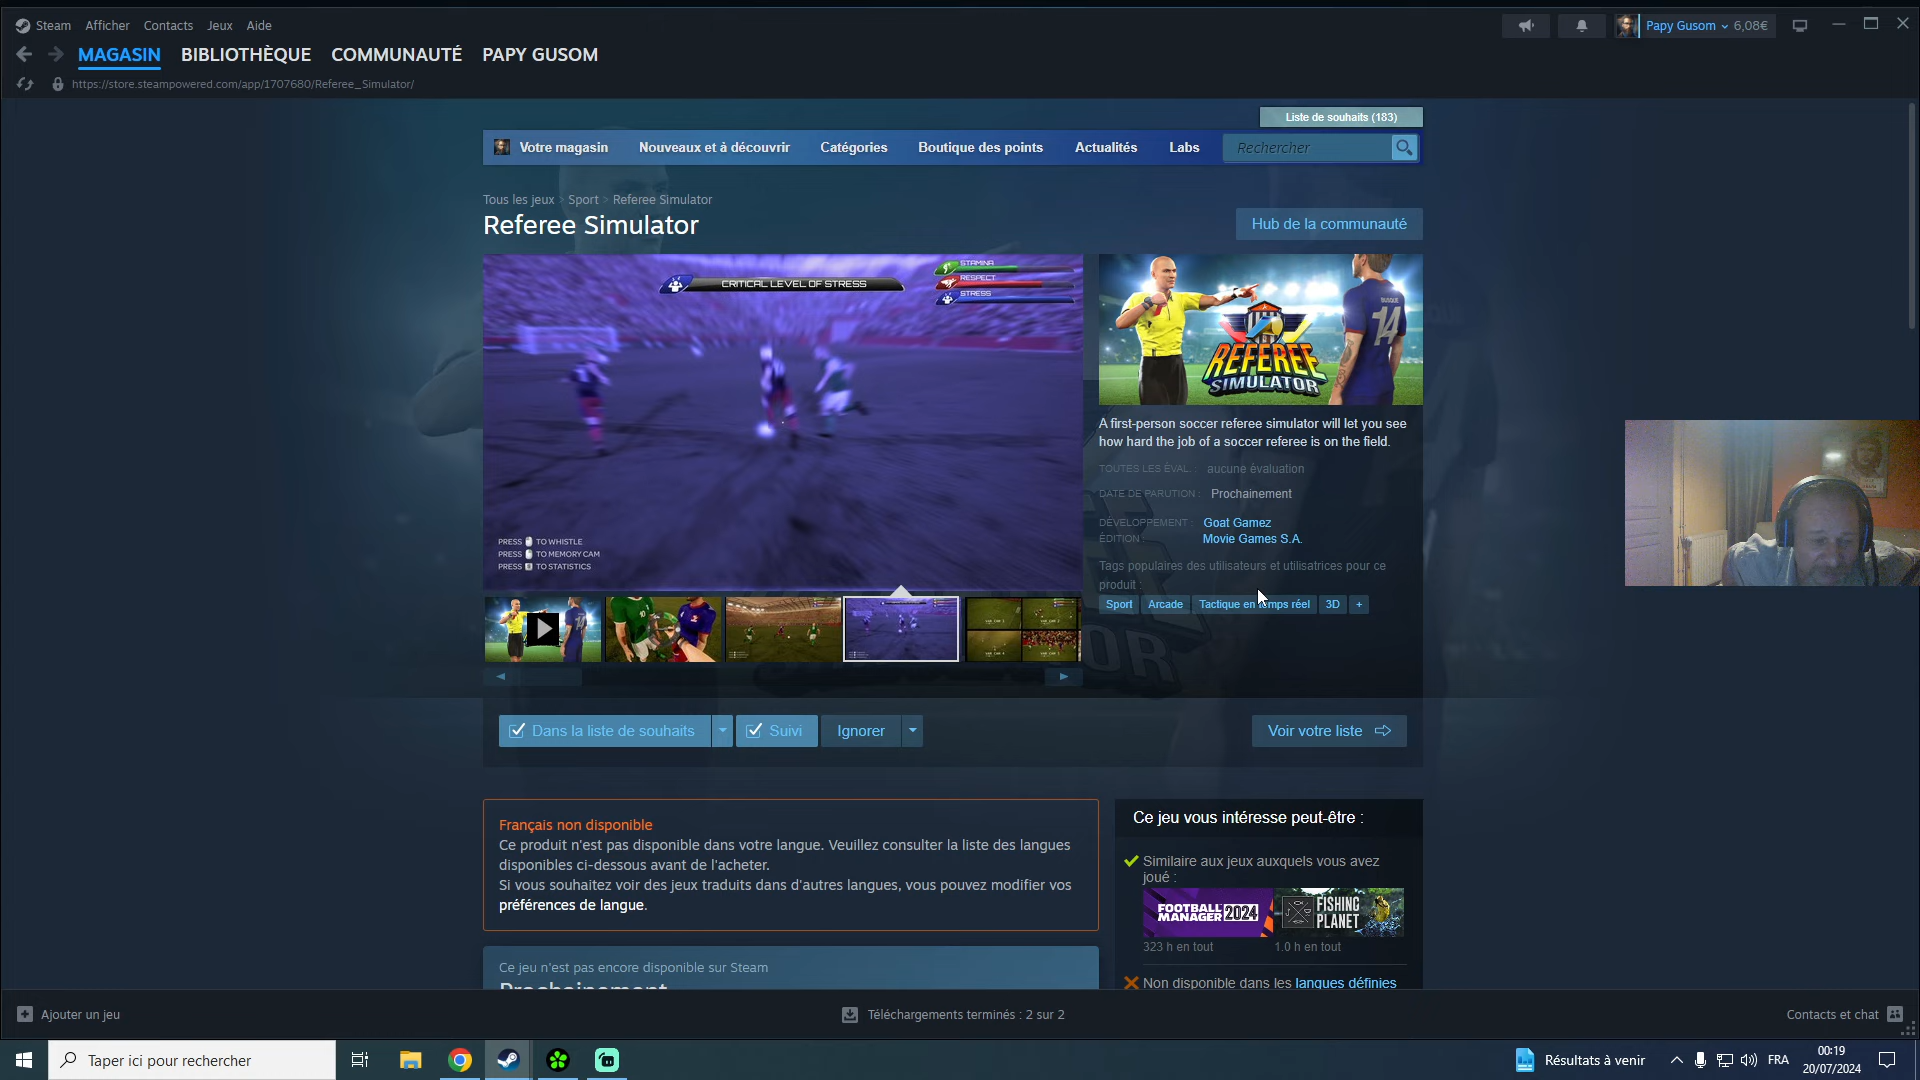 Steam Afficher Contacts Jeux Aide
Papy Gusom 6,08€
MAGASIN BIBLIOTHÈQUE COMMUNAUTÉ PAPY GUSOM
https://store.steampowered.com/app/1707680/Referee_Simulator/
Liste de souhaits (183)
Votre magasin Nouveaux et à découvrir Catégories Boutique des points Actualités Labs Rechercher
Tous les jeux > Sport > Referee Simulator
Referee Simulator
Hub de la communauté
CRITICAL LEVEL OF STRESS
STAMINA
RESPECT
STRESS
PRESS TO WHISTLE
PRESS TO MEMORY CAM
PRESS TO STATISTICS
14
REFEREE
SIMULATOR
A first-person soccer referee simulator will let you see
how hard the job of a soccer referee is on the field.
TOUTES LES ÉVAL. : aucune évaluation
DATE DE PARUTION : Prochainement
DÉVELOPPEMENT : Goat Gamez
ÉDITION : Movie Games S.A.
Tags populaires des utilisateurs et utilisatrices pour ce
produit :
Sport Arcade Tactique en temps réel 3D +
Dans la liste de souhaits Suivi Ignorer
Voir votre liste
Français non disponible
Ce produit n'est pas disponible dans votre langue. Veuillez consulter la liste des langues
disponibles ci-dessous avant de l'acheter.
Si vous souhaitez voir des jeux traduits dans d'autres langues, vous pouvez modifier vos
préférences de langue.
Ce jeu n'est pas encore disponible sur Steam
Prochainement
Ce jeu vous intéresse peut-être :
Similaire aux jeux auxquels vous avez
joué :
FOOTBALL
MANAGER 2024
FISHING
PLANET
323 h en tout 1.0 h en tout
Non disponible dans les langues définies
Ajouter un jeu
Téléchargements terminés : 2 sur 2
Contacts et chat
Taper ici pour rechercher
Résultats à venir
FRA
00:19
20/07/2024